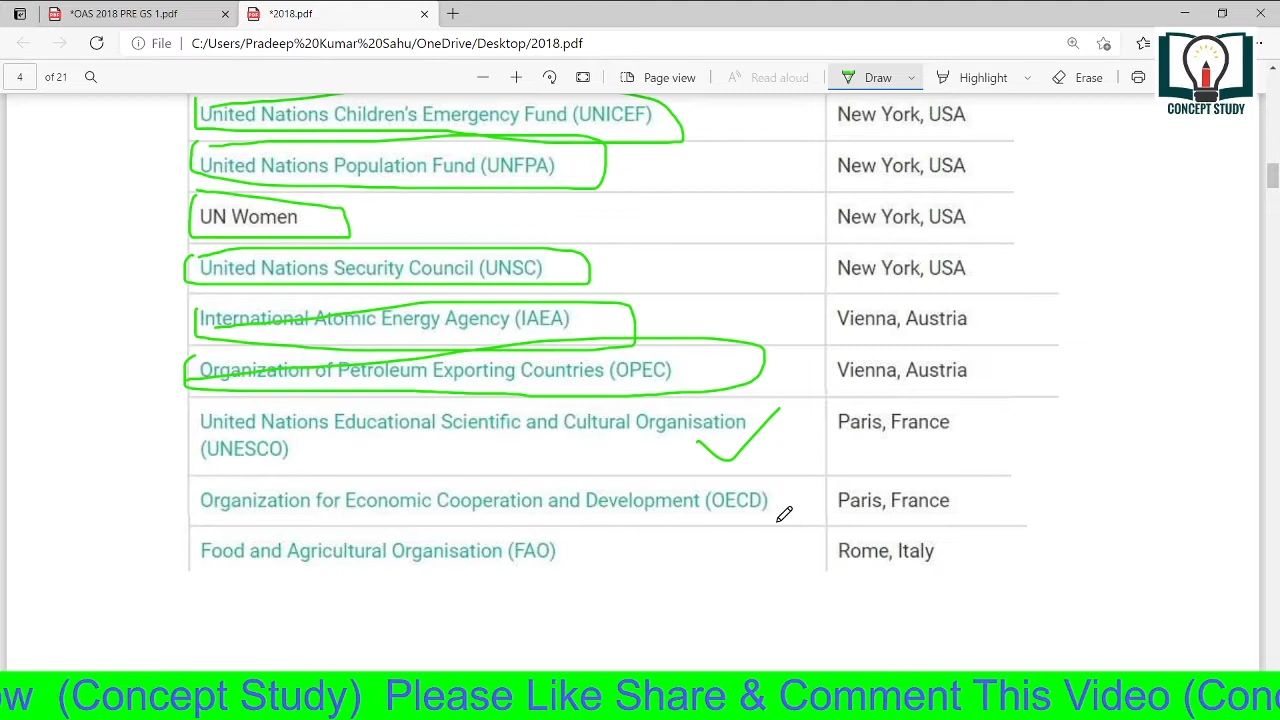 *OAS 2018 PRE GS 1.pdf
*2018.pdf
File C:/Users/Pradeep%20Kumar%20Sahu/OneDrive/Desktop/2018.pdf
4 of 21 Page view Read aloud Draw Highlight Erase
CONCEPT STUDY
United Nations Children's Emergency Fund (UNICEF) New York, USA
United Nations Population Fund (UNFPA) New York, USA
UN Women New York, USA
United Nations Security Council (UNSC) New York, USA
International Atomic Energy Agency (IAEA) Vienna, Austria
Organization of Petroleum Exporting Countries (OPEC) Vienna, Austria
United Nations Educational Scientific and Cultural Organisation Paris, France
(UNESCO)
Organization for Economic Cooperation and Development (OECD) Paris, France
Food and Agricultural Organisation (FAO) Rome, Italy
ow (Concept Study) Please Like Share & Comment This Video (Con